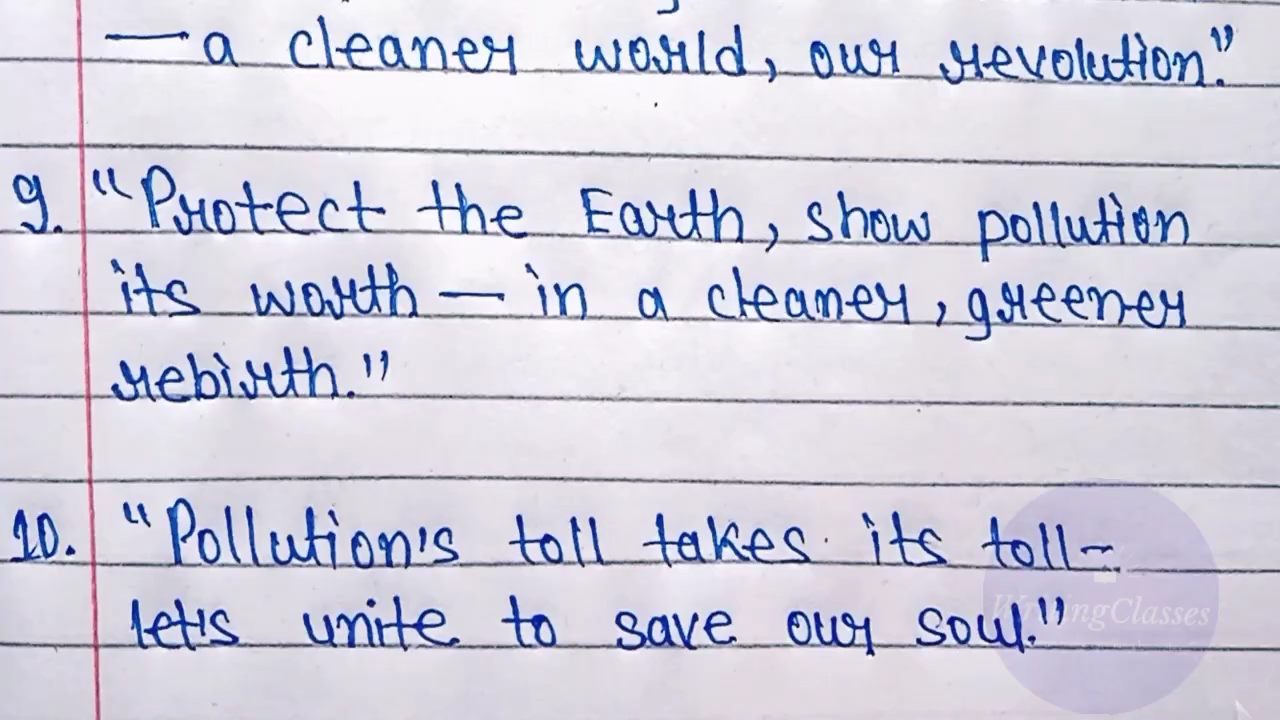 — a cleaner world, our revolution."
9. "Protect the Earth, show pollution
its worth — in a cleaner, greener
rebirth."
10. "Pollution's toll takes its toll –
let's unite to save our soul."
WritingClasses